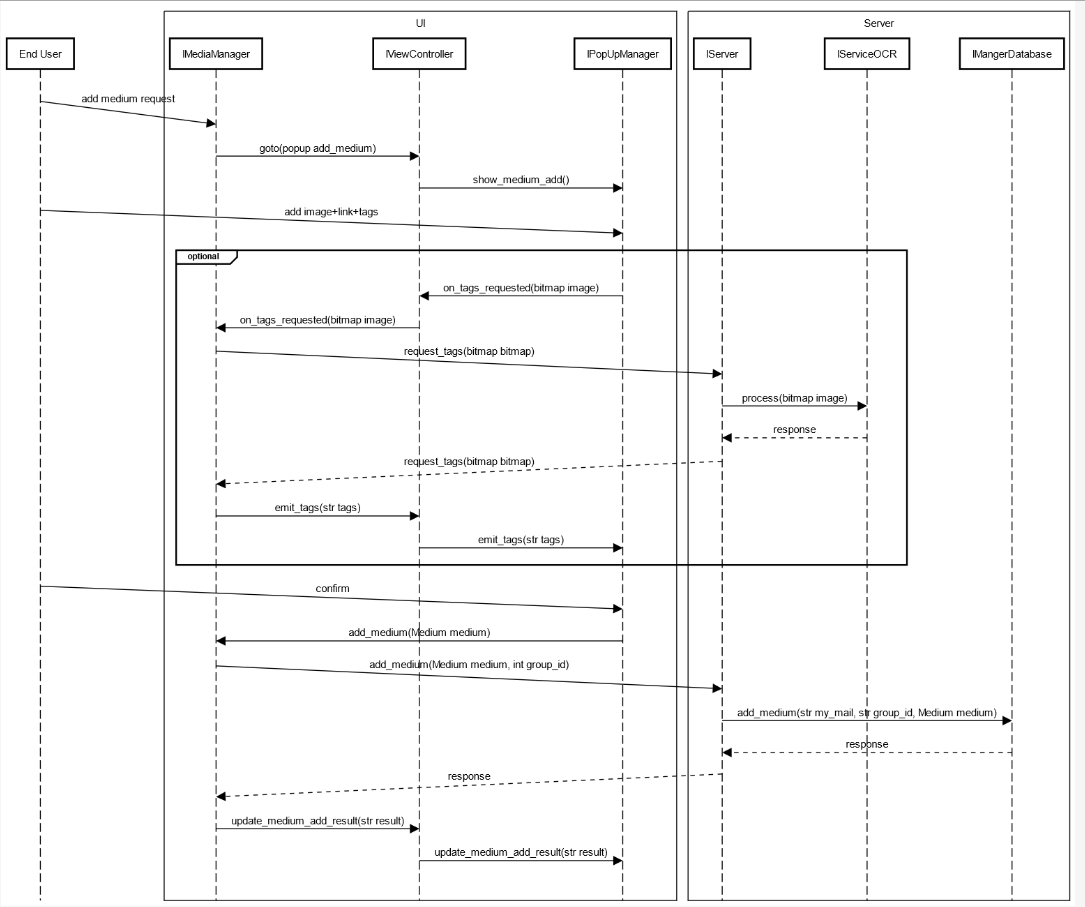 UI
Server
End User
IMediaManager
IViewController
IPopUpManager
IServer
IServiceOCR
IMangerDatabase
add medium request
goto(popup add_medium)
show_medium_add()
add image+link+tags
optional
on_tags_requested(bitmap image)
on_tags_requested(bitmap image)
request_tags(bitmap bitmap)
process(bitmap image)
response
request_tags(bitmap bitmap)
emit_tags(str tags)
emit_tags(str tags)
confirm
add_medium(Medium medium)
add_medium(Medium medium, int group_id)
add_medium(str my_mail, str group_id, Medium medium)
response
response
update_medium_add_result(str result)
update_medium_add_result(str result)